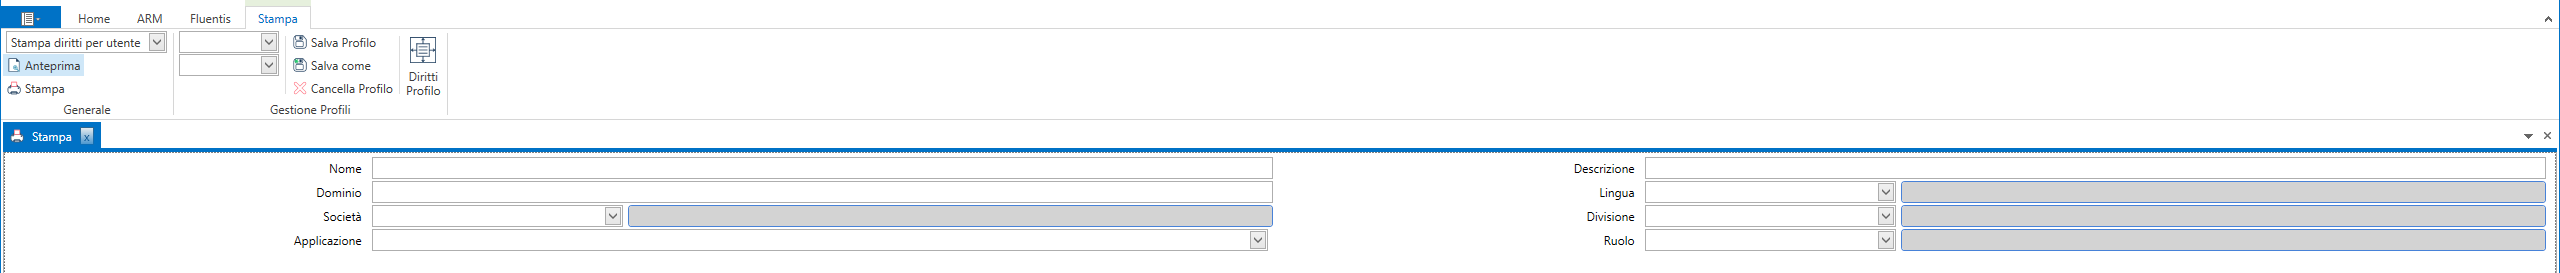 Home ARM Fluentis Stampa
Stampa diritti per utente
Anteprima
Stampa
Generale
Salva Profilo
Salva come
Cancella Profilo
Diritti
Profilo
Gestione Profili
Stampa x
Nome
Descrizione
Dominio
Lingua
Società
Divisione
Applicazione
Ruolo